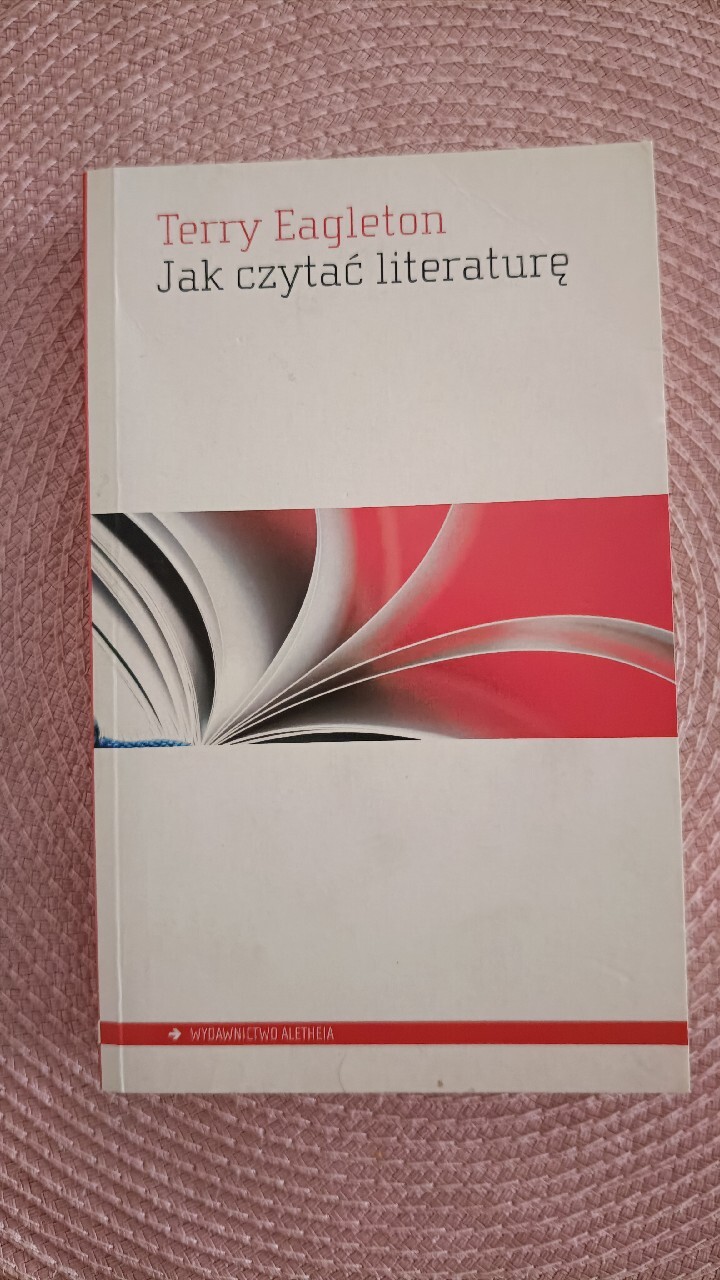 Terry Eagleton
Jak czytać literaturę
WYDAWNICTWO ALETHEIA